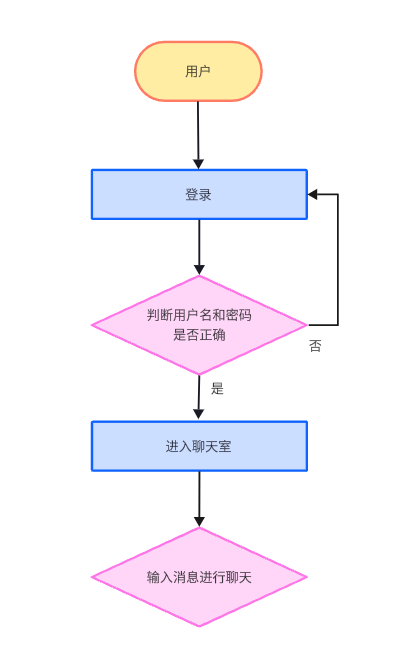 用户
登录
判断用户名和密码
是否正确
否
是
进入聊天室
输入消息进行聊天